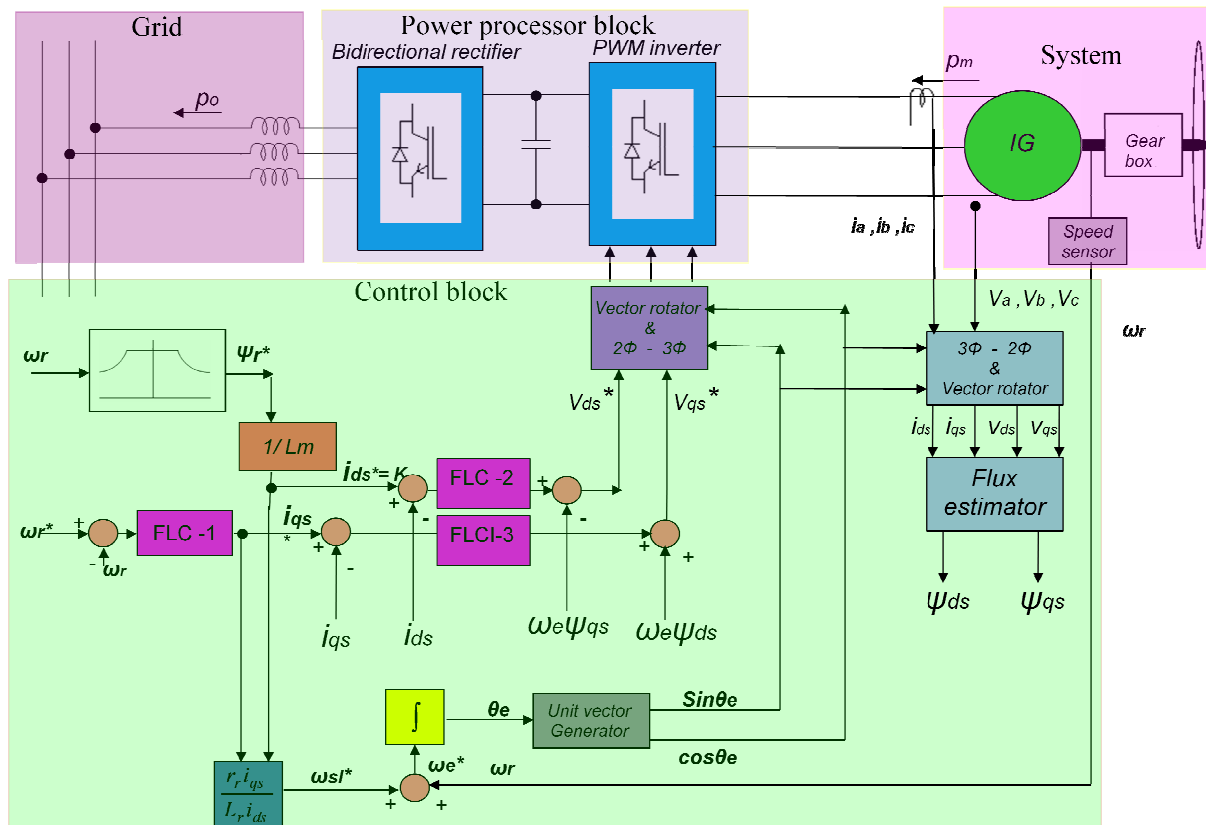 Grid
Power processor block
System
Bidirectional rectifier
PWM inverter
po
pm
IG
Gear
box
Speed
sensor
ia ,ib ,ic
Va , Vb , Vc
ωr
Control block
Vector rotator
&
2Φ - 3Φ
3Φ - 2Φ
&
Vector rotator
ωr
Ψr*
Vds*
Vqs*
ids
iqs
Vds
Vqs
1/ Lm
ids*= K
FLC -2
Flux
estimator
+
-
+
-
ωr*
+
-
ωr
FLC -1
iqs
*
+
-
FLCI-3
+
+
iqs
ids
ωeψqs
ωeψds
ψds
ψqs
∫
θe
Unit vector
Generator
Sinθe
cosθe
ωe*
ωr
rr iqs
Lr ids
ωsl*
+
+